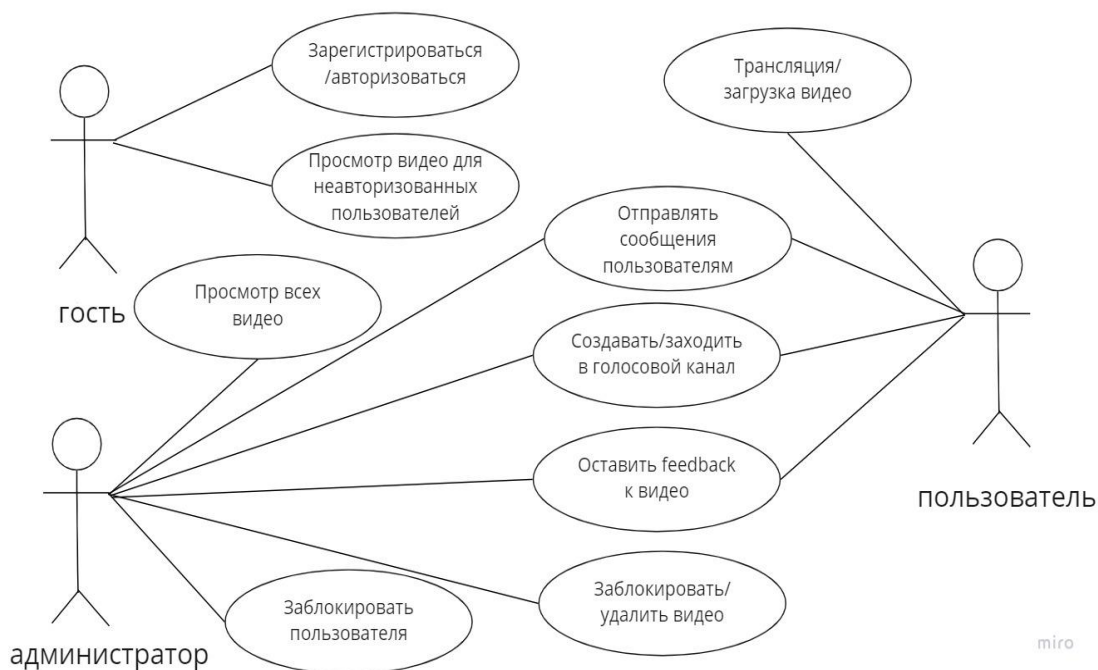 Зарегистрироваться
/авторизоваться
Трансляция/
загрузка видео
Просмотр видео для
неавторизованных
пользователей
Отправлять
сообщения
пользователям
гость
Просмотр всех
видео
Создавать/заходить
в голосовой канал
Оставить feedback
к видео
пользователь
Заблокировать
пользователя
Заблокировать/
удалить видео
администратор
miro